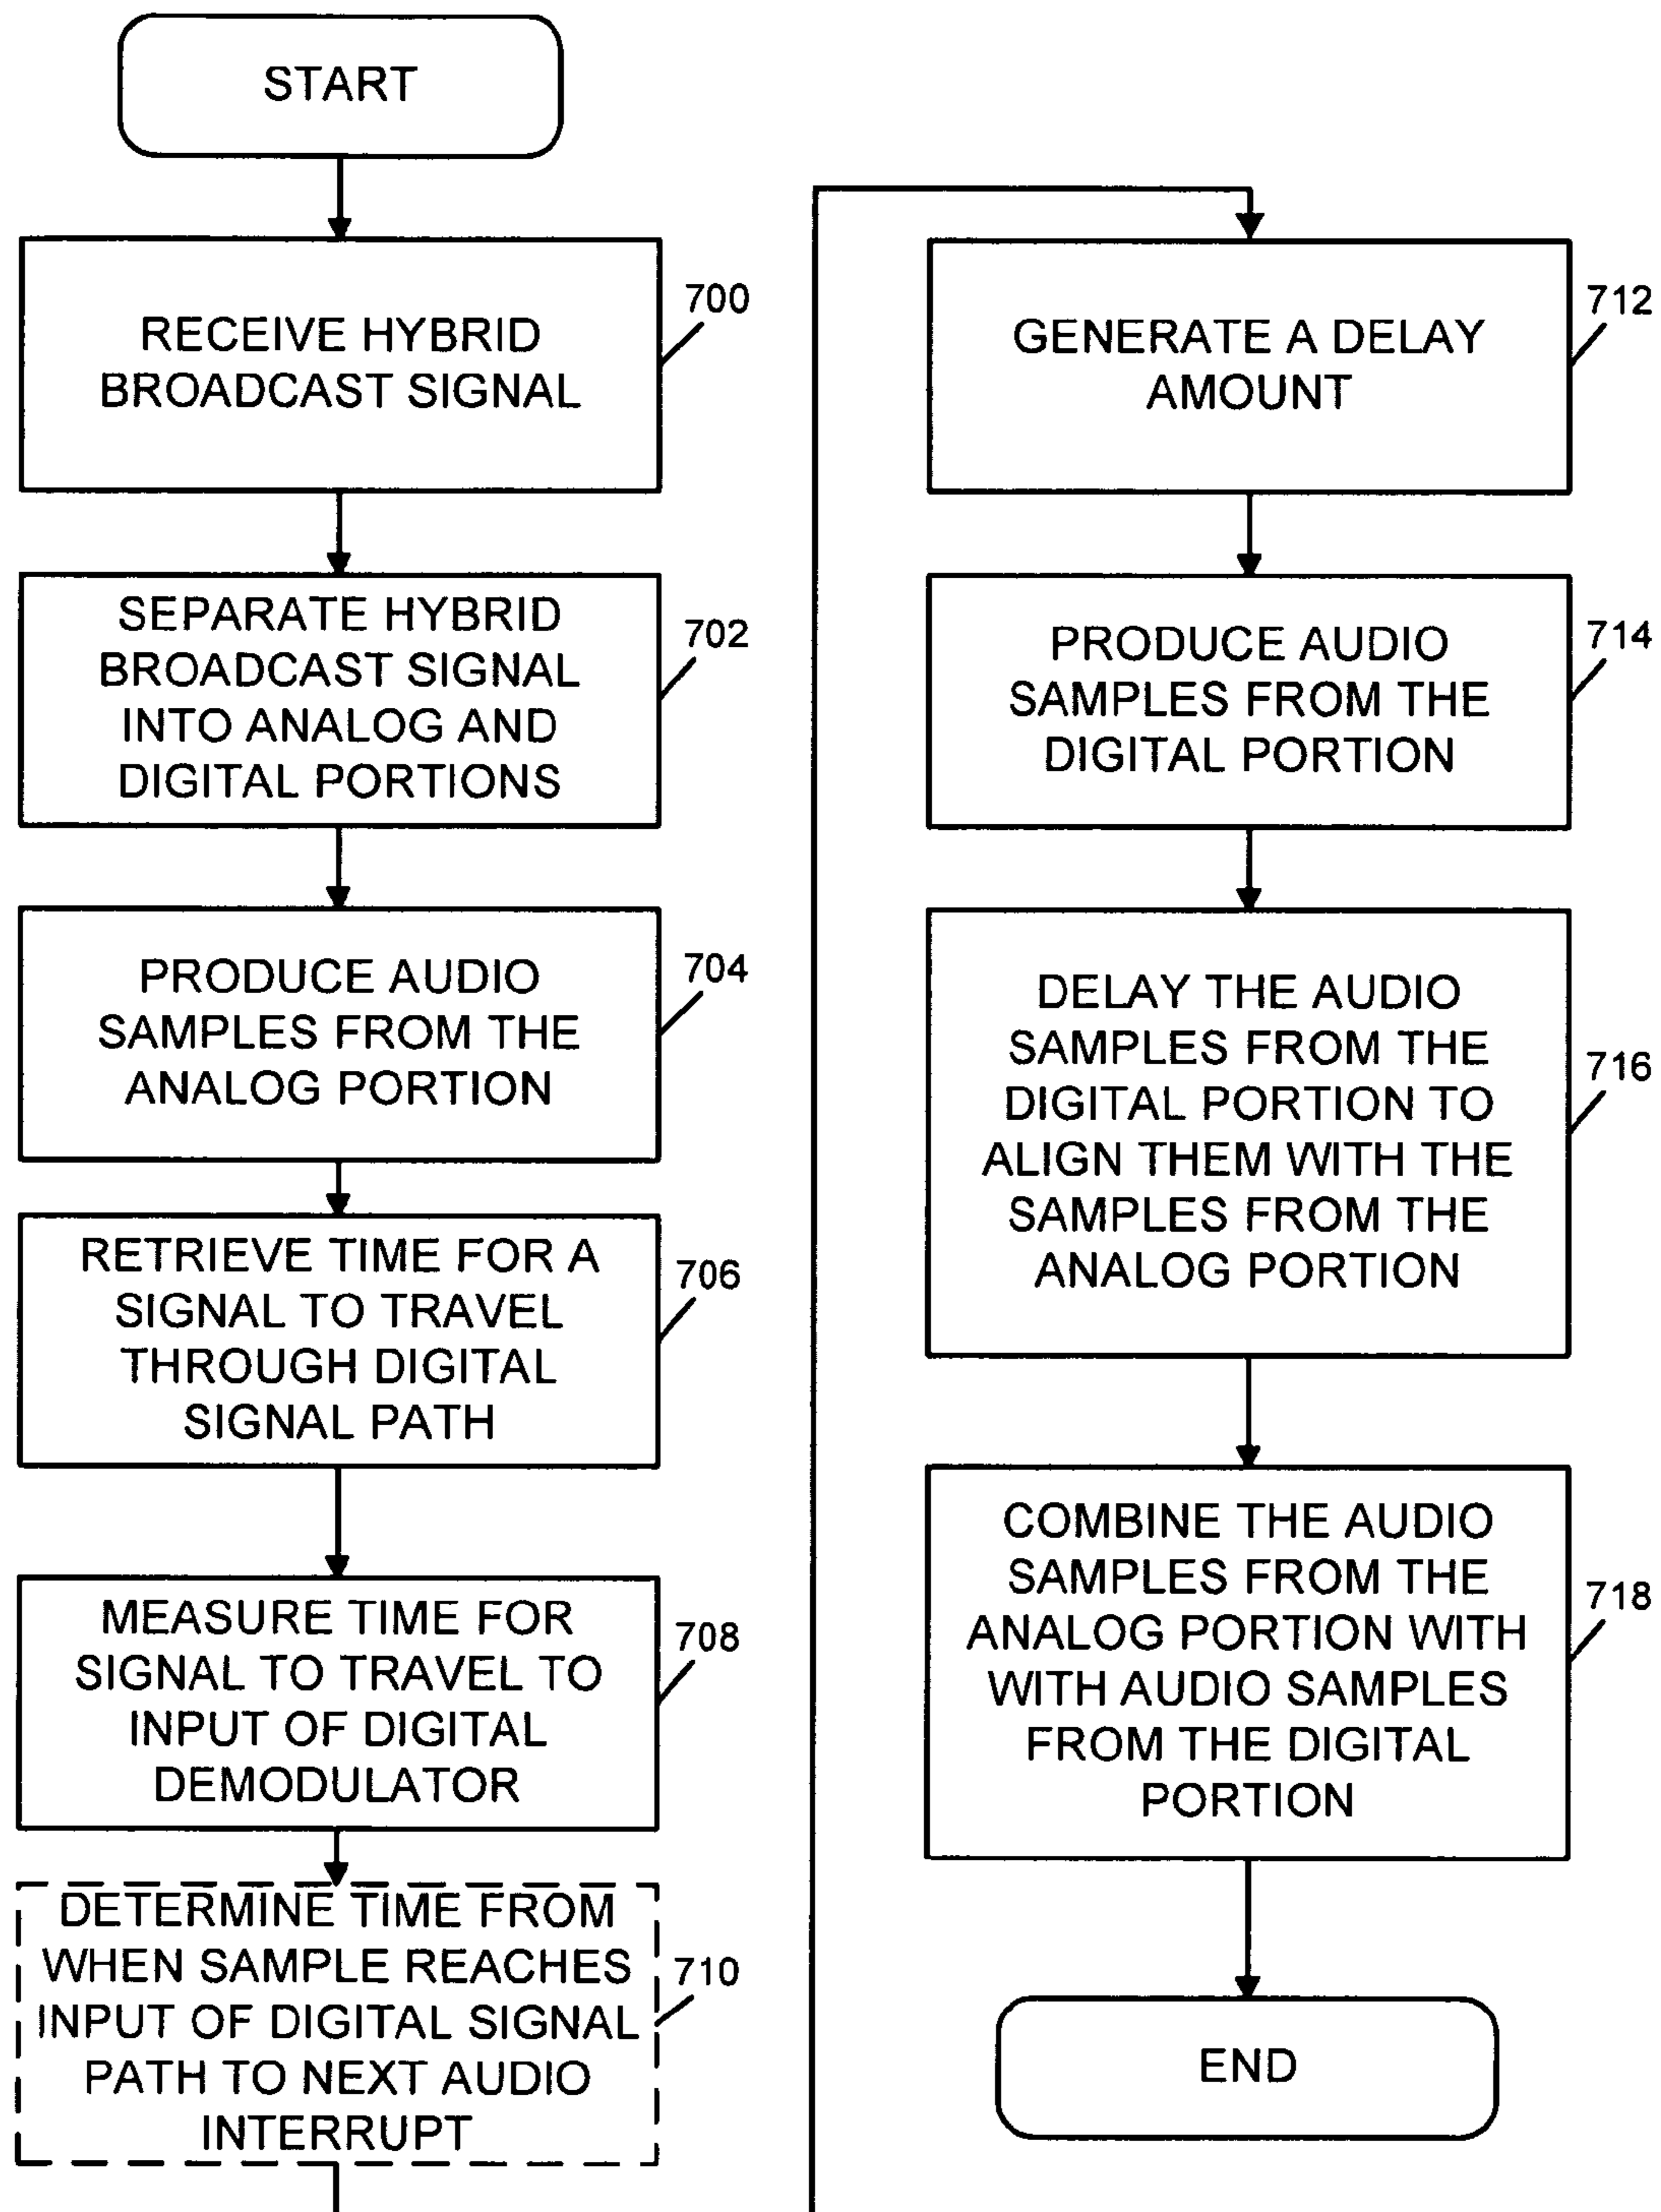 START
RECEIVE HYBRID
BROADCAST SIGNAL
700
SEPARATE HYBRID
BROADCAST SIGNAL
INTO ANALOG AND
DIGITAL PORTIONS
702
PRODUCE AUDIO
SAMPLES FROM THE
ANALOG PORTION
704
RETRIEVE TIME FOR A
SIGNAL TO TRAVEL
THROUGH DIGITAL
SIGNAL PATH
706
MEASURE TIME FOR
SIGNAL TO TRAVEL TO
INPUT OF DIGITAL
DEMODULATOR
708
DETERMINE TIME FROM
WHEN SAMPLE REACHES
INPUT OF DIGITAL SIGNAL
PATH TO NEXT AUDIO
INTERRUPT
710
GENERATE A DELAY
AMOUNT
712
PRODUCE AUDIO
SAMPLES FROM THE
DIGITAL PORTION
714
DELAY THE AUDIO
SAMPLES FROM THE
DIGITAL PORTION TO
ALIGN THEM WITH THE
SAMPLES FROM THE
ANALOG PORTION
716
COMBINE THE AUDIO
SAMPLES FROM THE
ANALOG PORTION WITH
WITH AUDIO SAMPLES
FROM THE DIGITAL
PORTION
718
END